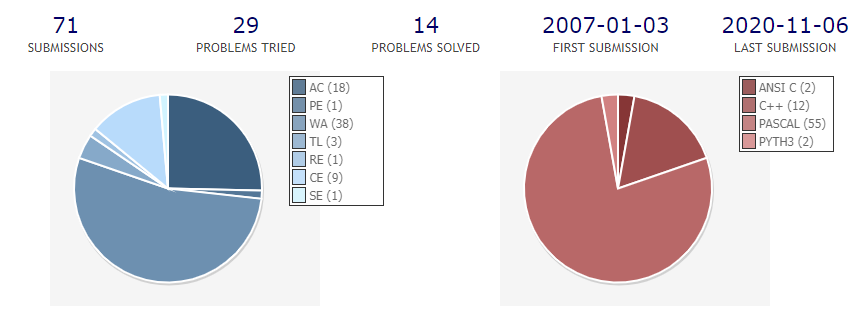 71 29 14 2007-01-03 2020-11-06
SUBMISSIONS PROBLEMS TRIED PROBLEMS SOLVED FIRST SUBMISSION LAST SUBMISSION
AC (18)
PE (1)
WA (38)
TL (3)
RE (1)
CE (9)
SE (1)
ANSI C (2)
C++ (12)
PASCAL (55)
PYTH3 (2)